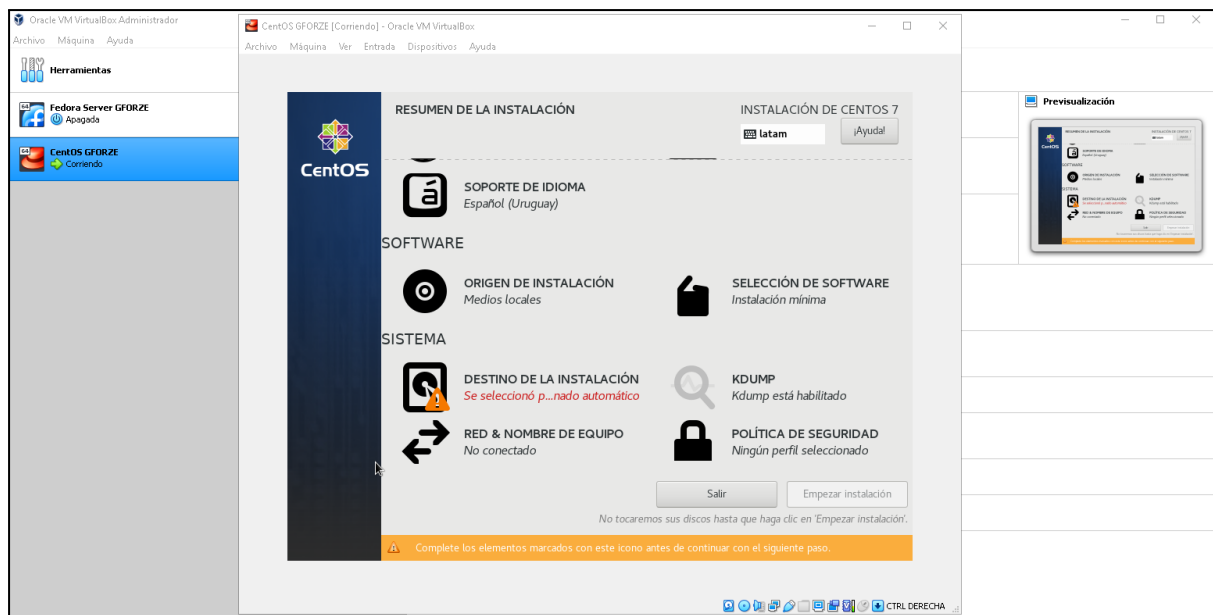 Oracle VM VirtualBox Administrador
Archivo Máquina Ayuda
Herramientas
Fedora Server GFORZE
Apagada
CentOS GFORZE
Corriendo
CentOS GFORZE [Corriendo] - Oracle VM VirtualBox
Archivo Máquina Ver Entrada Dispositivos Ayuda
CentOS
RESUMEN DE LA INSTALACIÓN
INSTALACIÓN DE CENTOS 7
latam
¡Ayuda!
SOPORTE DE IDIOMA
Español (Uruguay)
SOFTWARE
ORIGEN DE INSTALACIÓN
Medios locales
SELECCIÓN DE SOFTWARE
Instalación mínima
SISTEMA
DESTINO DE LA INSTALACIÓN
Se seleccionó p...nado automático
KDUMP
Kdump está habilitado
RED & NOMBRE DE EQUIPO
No conectado
POLÍTICA DE SEGURIDAD
Ningún perfil seleccionado
Salir
Empezar instalación
No tocaremos sus discos hasta que haga clic en 'Empezar instalación'.
Complete los elementos marcados con este icono antes de continuar con el siguiente paso.
CTRL DERECHA
Previsualización